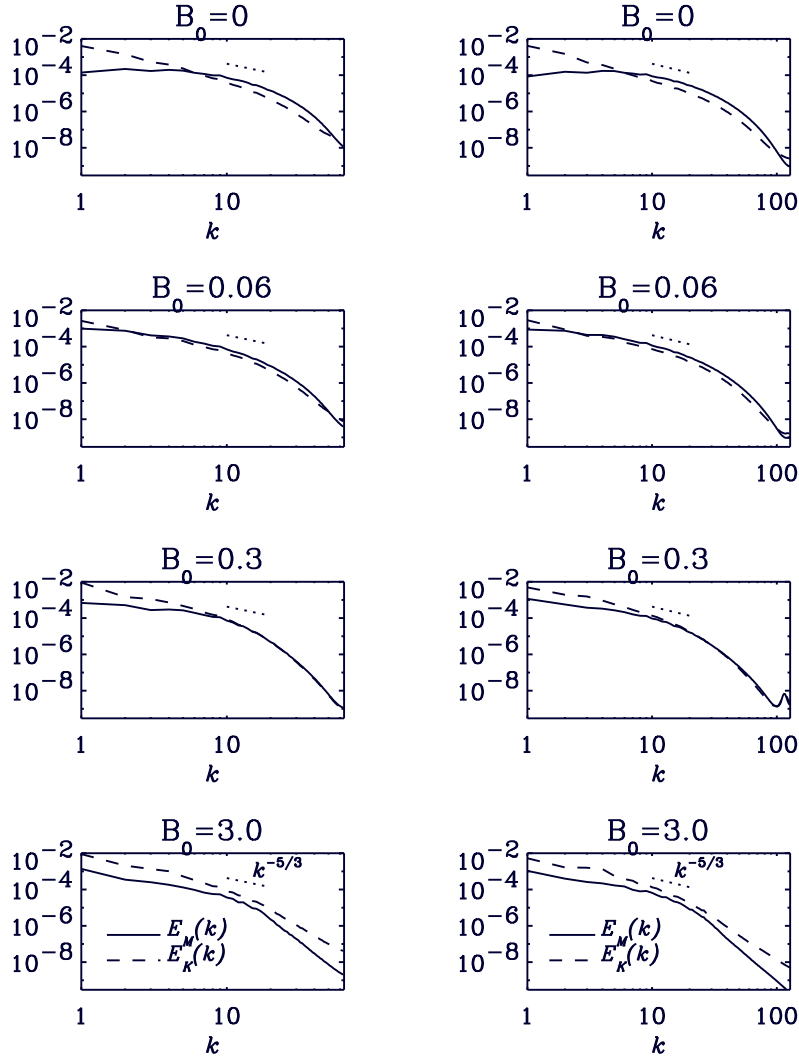 B₀=0 B₀=0
10⁻² 10⁻²
10⁻⁴ 10⁻⁴
10⁻⁶ 10⁻⁶
10⁻⁸ 10⁻⁸
1 10 1 10 100
k k
B₀=0.06 B₀=0.06
10⁻² 10⁻²
10⁻⁴ 10⁻⁴
10⁻⁶ 10⁻⁶
10⁻⁸ 10⁻⁸
1 10 1 10 100
k k
B₀=0.3 B₀=0.3
10⁻² 10⁻²
10⁻⁴ 10⁻⁴
10⁻⁶ 10⁻⁶
10⁻⁸ 10⁻⁸
1 10 1 10 100
k k
B₀=3.0 B₀=3.0
10⁻² 10⁻²
k⁻⁵/³ k⁻⁵/³
10⁻⁴ 10⁻⁴
10⁻⁶ 10⁻⁶
E_M(k) E_M(k)
E_K(k) E_K(k)
10⁻⁸ 10⁻⁸
1 10 1 10 100
k k